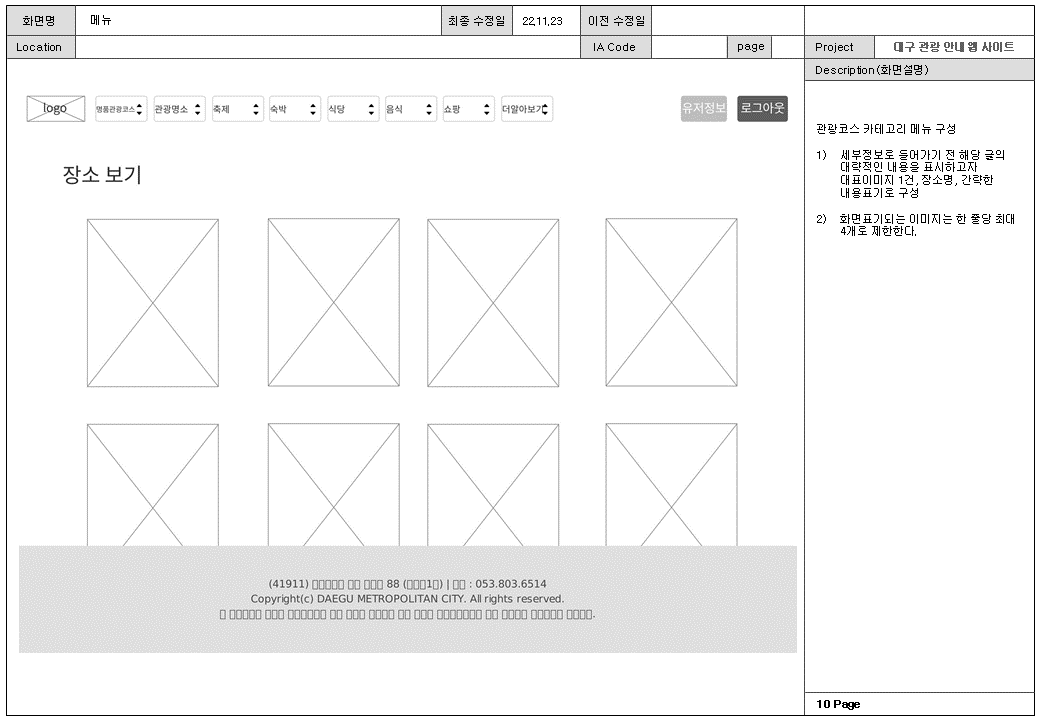 화면명
메뉴
최종 수정일
22.11.23
이전 수정일
Location
IA Code
page
Project
대구 관광 안내 웹 사이트
Description(화면설명)
logo
명품관광코스
관광명소
축제
숙박
식당
음식
쇼핑
더알아보기
유저정보
로그아웃
장소 보기
관광코스 카테고리 메뉴 구성
1) 세부정보로 들어가기 전 해당 글의
대략적인 내용을 표시하고자
대표이미지 1건, 장소명, 간략한
내용표기로 구성
2) 화면표기되는 이미지는 한 줄당 최대
4개로 제한한다.
(41911) 88 ( 1 ) | : 053.803.6514
Copyright(c) DAEGU METROPOLITAN CITY. All rights reserved.
10 Page